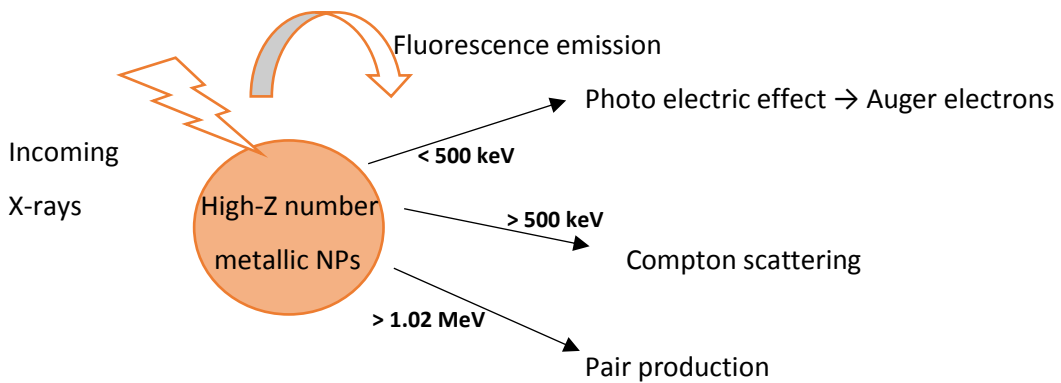 Fluorescence emission
Photo electric effect → Auger electrons
Incoming
X-rays
< 500 keV
High-Z number
metallic NPs
> 500 keV
Compton scattering
> 1.02 MeV
Pair production